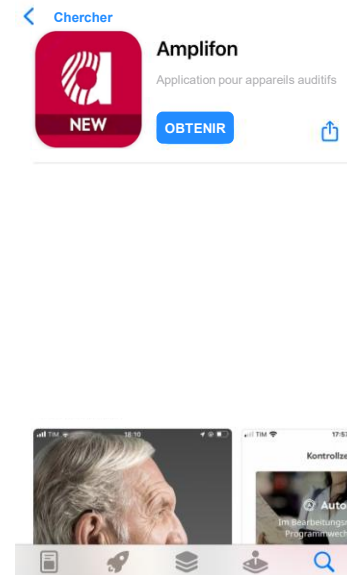 Chercher
Amplifon
Application pour appareils auditifs
NEW
OBTENIR
TIM
18:10
TIM
17:5
Kontrollze
Auto
Im Bearbeitungs
Programmwech